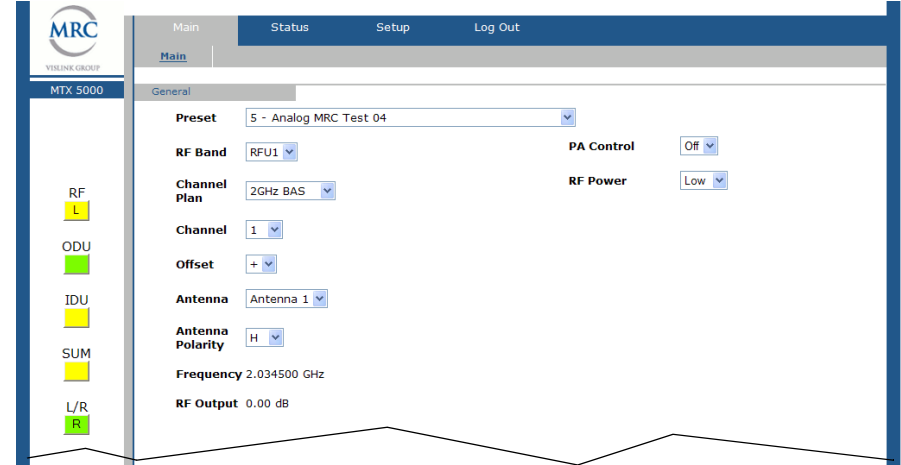 MRC
VISLINK GROUP
MTX 5000
RF
L
ODU
IDU
SUM
L/R
R
Main Status Setup Log Out
Main
General
Preset 5 - Analog MRC Test 04
RF Band RFU1
PA Control Off
Channel Plan 2GHz BAS
RF Power Low
Channel 1
Offset +
Antenna Antenna 1
Antenna Polarity H
Frequency 2.034500 GHz
RF Output 0.00 dB